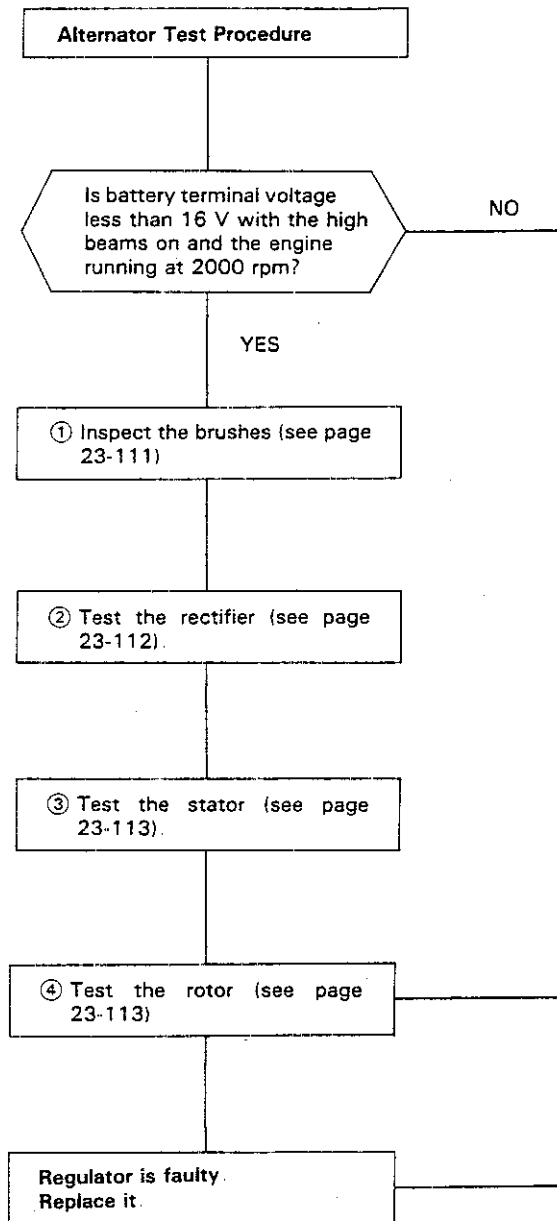 Alternator Test Procedure
Is battery terminal voltage
less than 16 V with the high
beams on and the engine
running at 2000 rpm?
NO
YES
① Inspect the brushes (see page
23-111)
② Test the rectifier (see page
23-112).
③ Test the stator (see page
23-113).
④ Test the rotor (see page
23-113)
Regulator is faulty.
Replace it.